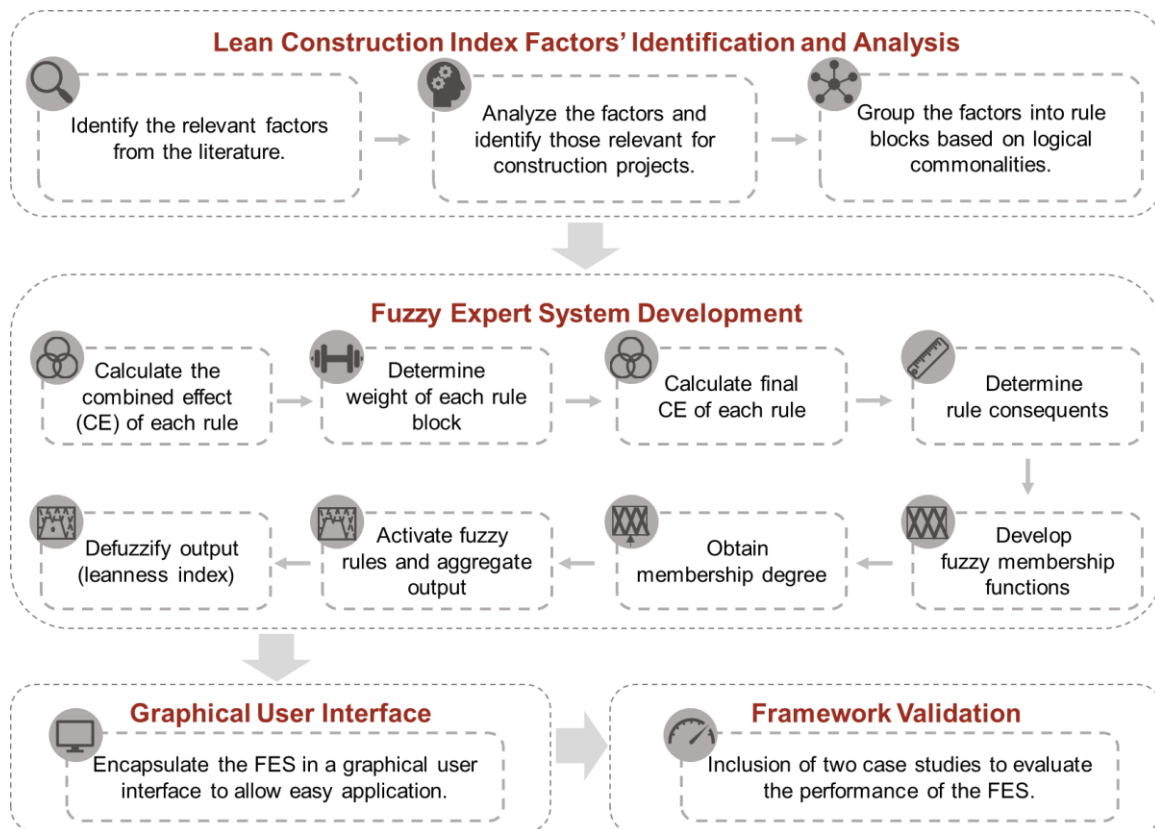 Lean Construction Index Factors' Identification and Analysis
Identify the relevant factors
from the literature.
Analyze the factors and
identify those relevant for
construction projects.
Group the factors into rule
blocks based on logical
commonalities.
Fuzzy Expert System Development
Calculate the
combined effect
(CE) of each rule
Determine
weight of each rule
block
Calculate final
CE of each rule
Determine
rule consequents
Develop
fuzzy membership
functions
Obtain
membership degree
Activate fuzzy
rules and aggregate
output
Defuzzify output
(leanness index)
Graphical User Interface
Encapsulate the FES in a graphical user
interface to allow easy application.
Framework Validation
Inclusion of two case studies to evaluate
the performance of the FES.